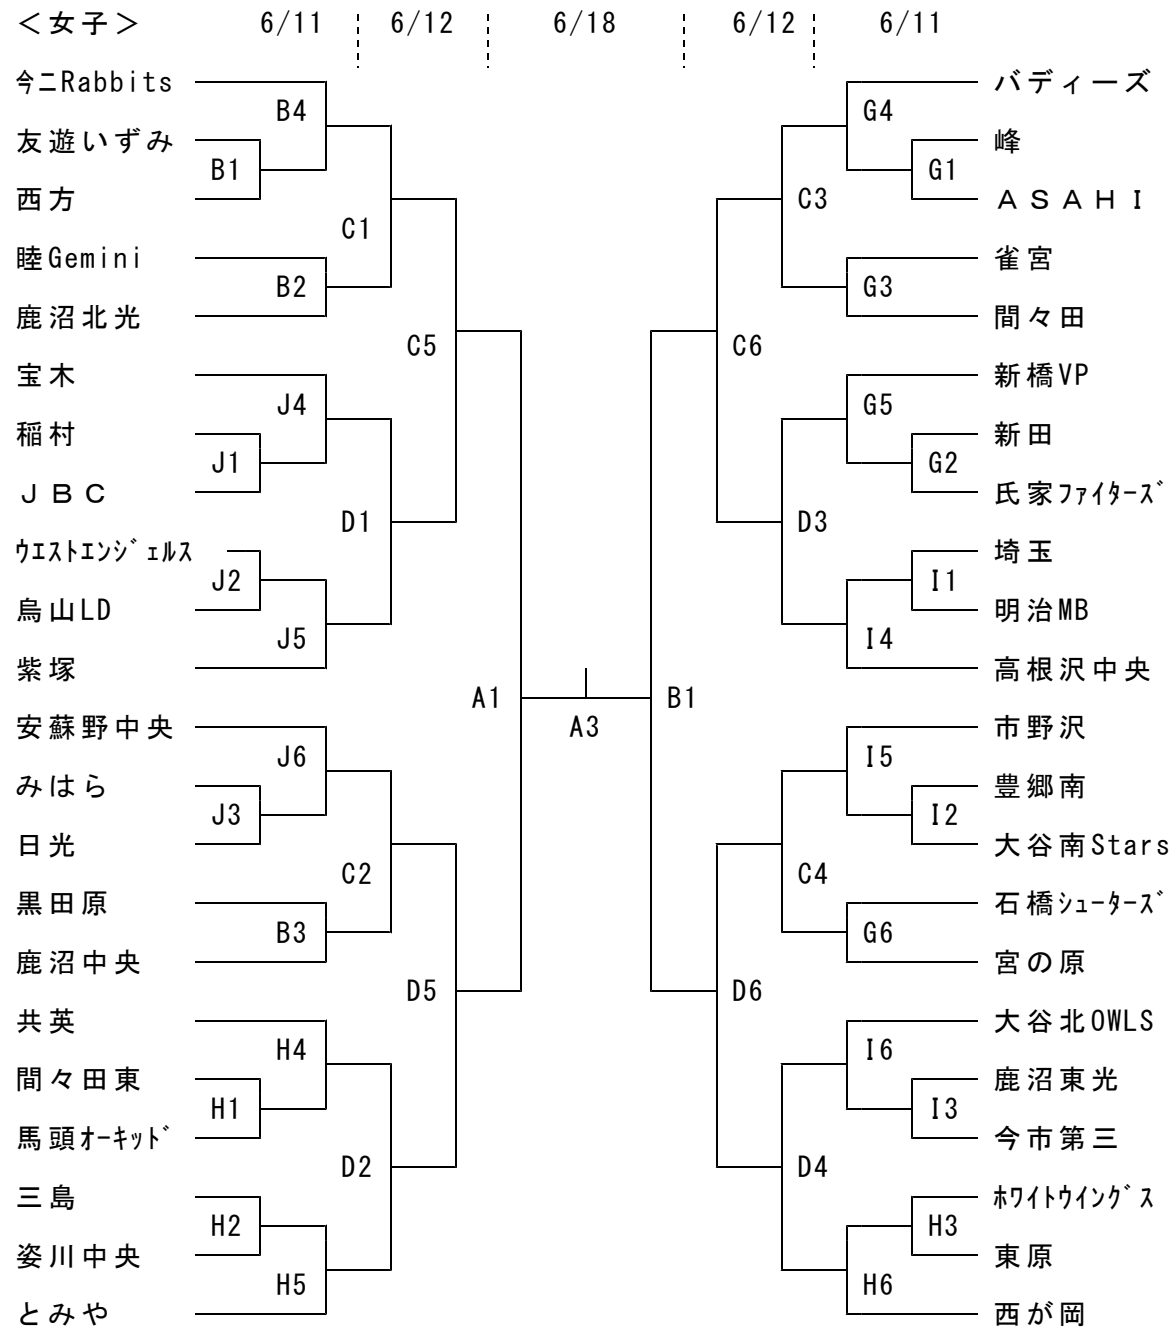 ＜女子＞ 6/11 6/12 6/18 6/12 6/11
今二Rabbits バディーズ
B4 G4
友遊いずみ 峰
B1 G1
西方 C3 ＡＳＡＨＩ
C1
睦Gemini 雀宮
B2 G3
鹿沼北光 間々田
C5 C6
宝木 新橋VP
J4 G5
稲村 新田
J1 G2
ＪＢＣ 氏家ﾌｧｲﾀｰｽﾞ
D1 D3
ｳｴｽﾄｴﾝｼﾞｪﾙｽ 埼玉
J2 I1
烏山LD 明治MB
J5 I4
紫塚 高根沢中央
A1 B1
安蘇野中央 A3 市野沢
J6 I5
みはら 豊郷南
J3 I2
日光 大谷南Stars
C2 C4
黒田原 石橋ｼｭｰﾀｰｽﾞ
B3 G6
鹿沼中央 宮の原
D5 D6
共英 大谷北OWLS
H4 I6
間々田東 鹿沼東光
H1 I3
馬頭ｵｰｷｯﾄﾞ 今市第三
D2 D4
三島 ﾎﾜｲﾄｳｲﾝｸﾞｽ
H2 H3
姿川中央 東原
H5 H6
とみや 西が岡